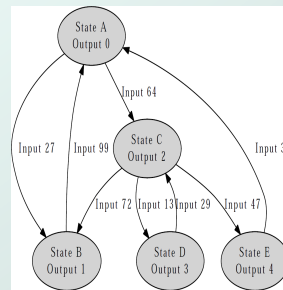 State A
Output 0
Input 64
State C
Output 2
Input 27
Input 99
Input 3
Input 72
Input 13
Input 29
Input 47
State B
Output 1
State D
Output 3
State E
Output 4